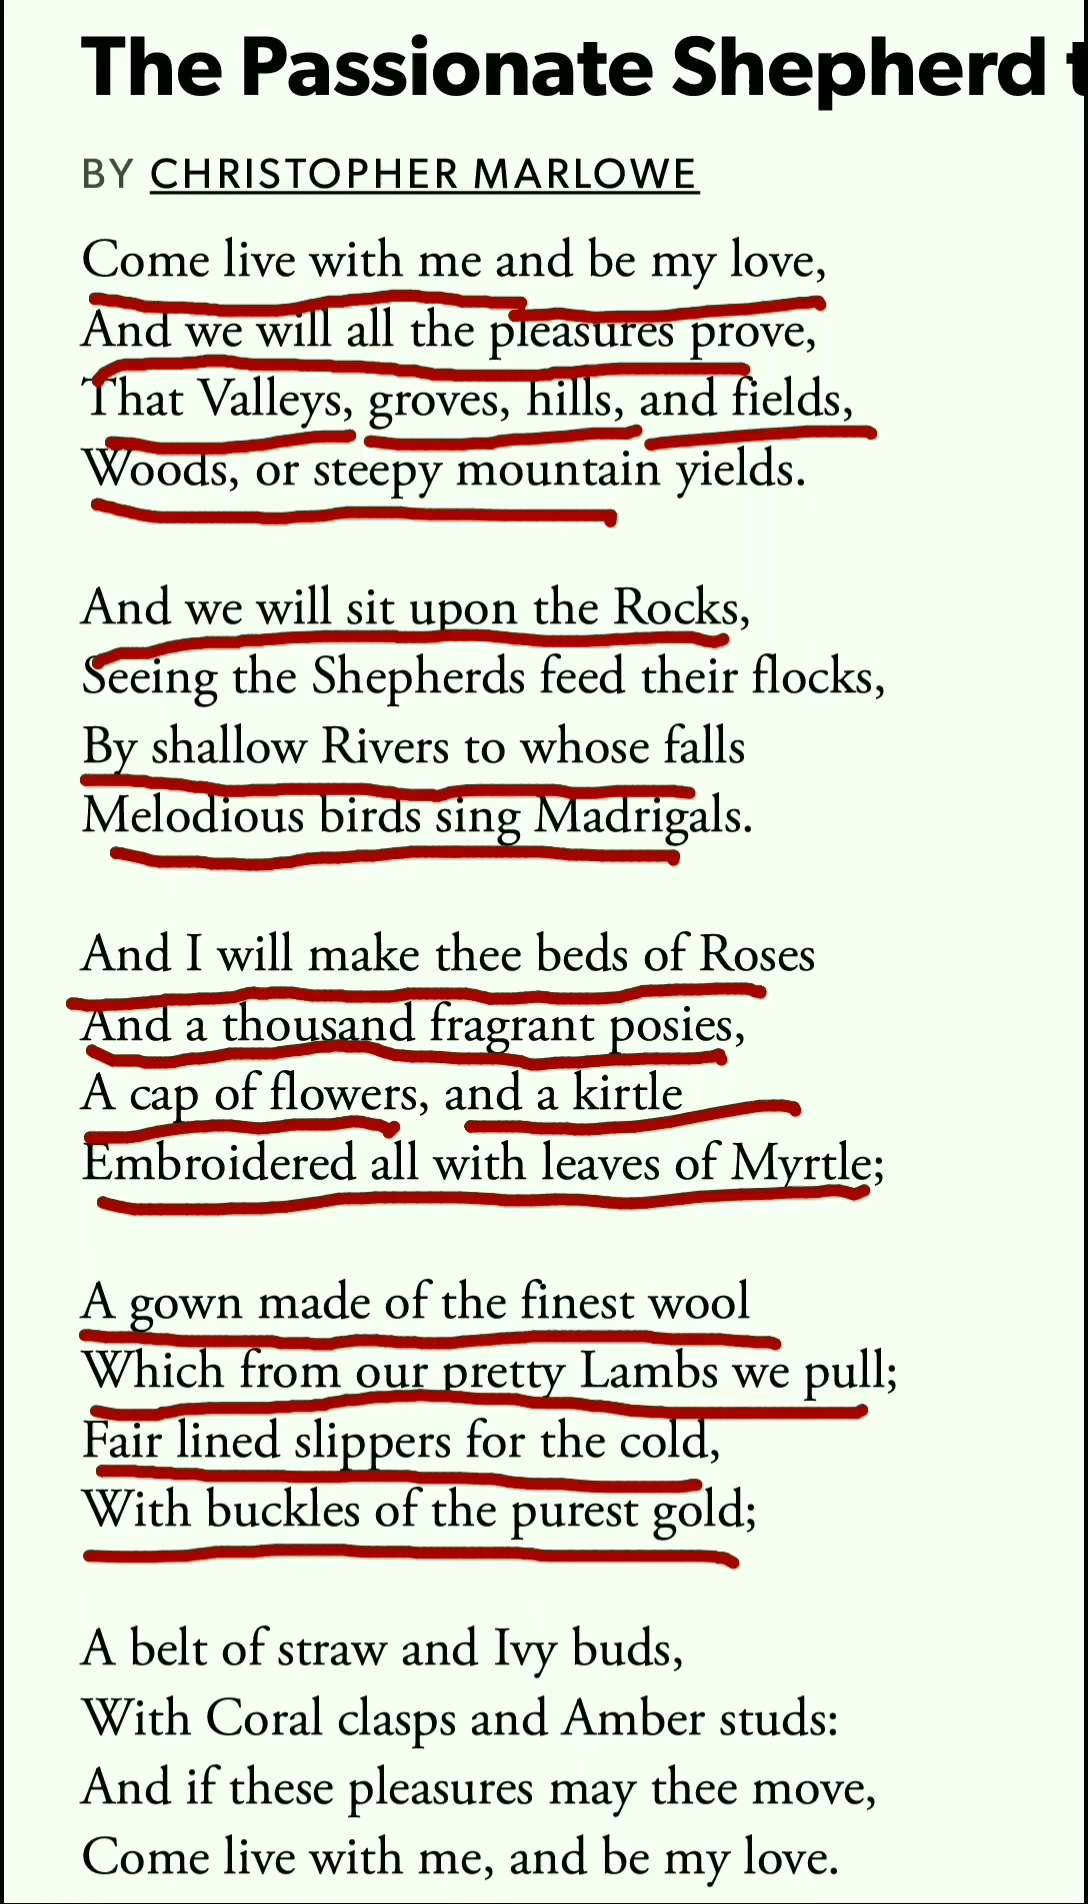 The Passionate Shepherd t
BY CHRISTOPHER MARLOWE
Come live with me and be my love,
And we will all the pleasures prove,
That Valleys, groves, hills, and fields,
Woods, or steepy mountain yields.
And we will sit upon the Rocks,
Seeing the Shepherds feed their flocks,
By shallow Rivers to whose falls
Melodious birds sing Madrigals.
And I will make thee beds of Roses
And a thousand fragrant posies,
A cap of flowers, and a kirtle
Embroidered all with leaves of Myrtle;
A gown made of the finest wool
Which from our pretty Lambs we pull;
Fair lined slippers for the cold,
With buckles of the purest gold;
A belt of straw and Ivy buds,
With Coral clasps and Amber studs:
And if these pleasures may thee move,
Come live with me, and be my love.